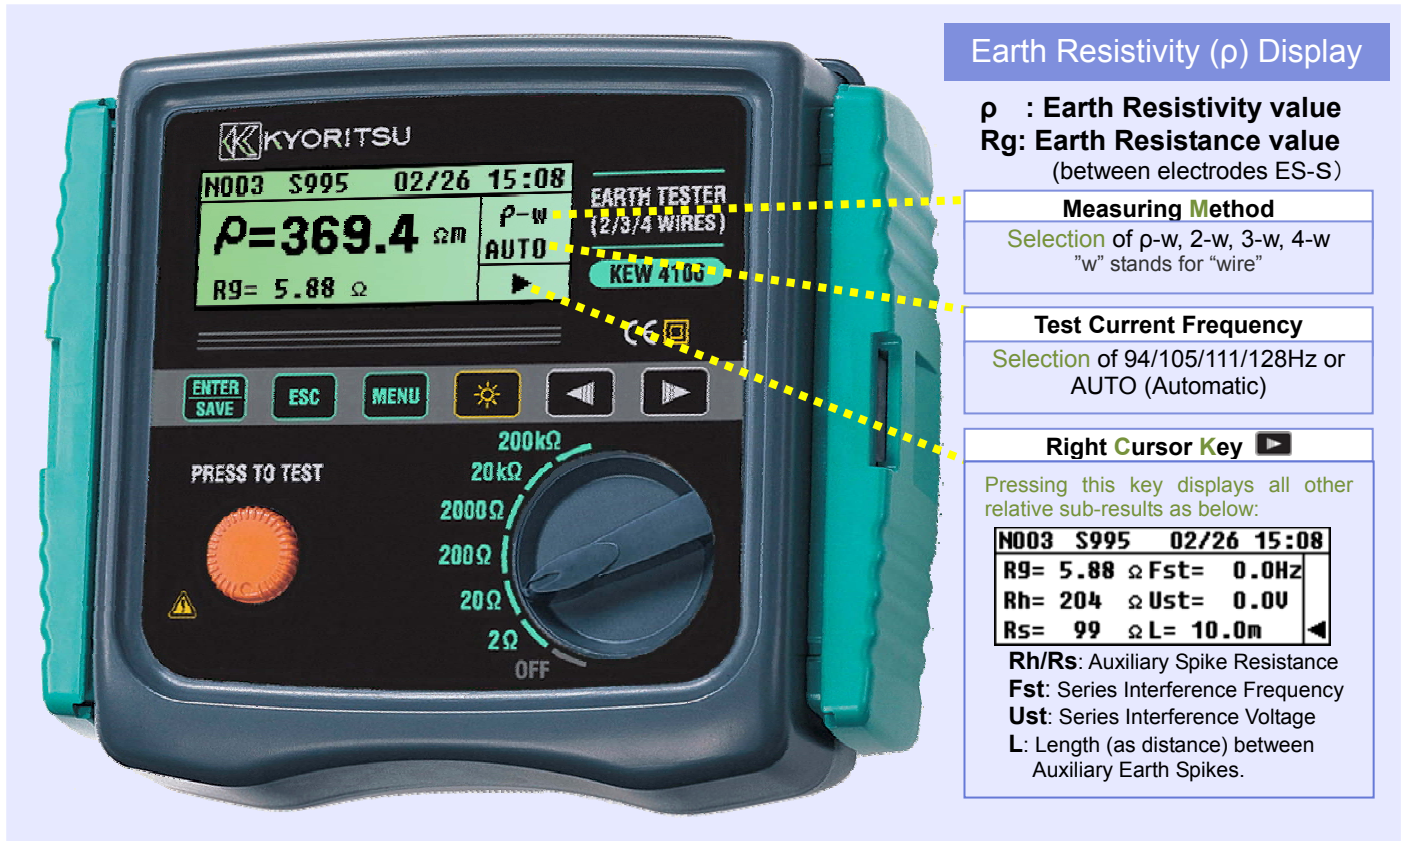 KYORITSU
N003 S995 02/26 15:08
ρ=369.4 Ωm
ρ-w
AUTO
Rg= 5.88 Ω
EARTH TESTER
(2/3/4 WIRES)
KEW 4106
CE
ENTER
SAVE
ESC
MENU
PRESS TO TEST
200kΩ
20kΩ
2000Ω
200Ω
20Ω
2Ω
OFF
Earth Resistivity (ρ) Display
ρ : Earth Resistivity value
Rg: Earth Resistance value
(between electrodes ES-S）
Measuring Method
Selection of ρ-w, 2-w, 3-w, 4-w
”w” stands for “wire”
Test Current Frequency
Selection of 94/105/111/128Hz or
AUTO (Automatic)
Right Cursor Key
Pressing this key displays all other
relative sub-results as below:
N003 S995 02/26 15:08
Rg= 5.88 Ω Fst= 0.0Hz
Rh= 204 Ω Ust= 0.0V
Rs= 99 Ω L= 10.0m
Rh/Rs: Auxiliary Spike Resistance
Fst: Series Interference Frequency
Ust: Series Interference Voltage
L: Length (as distance) between
Auxiliary Earth Spikes.